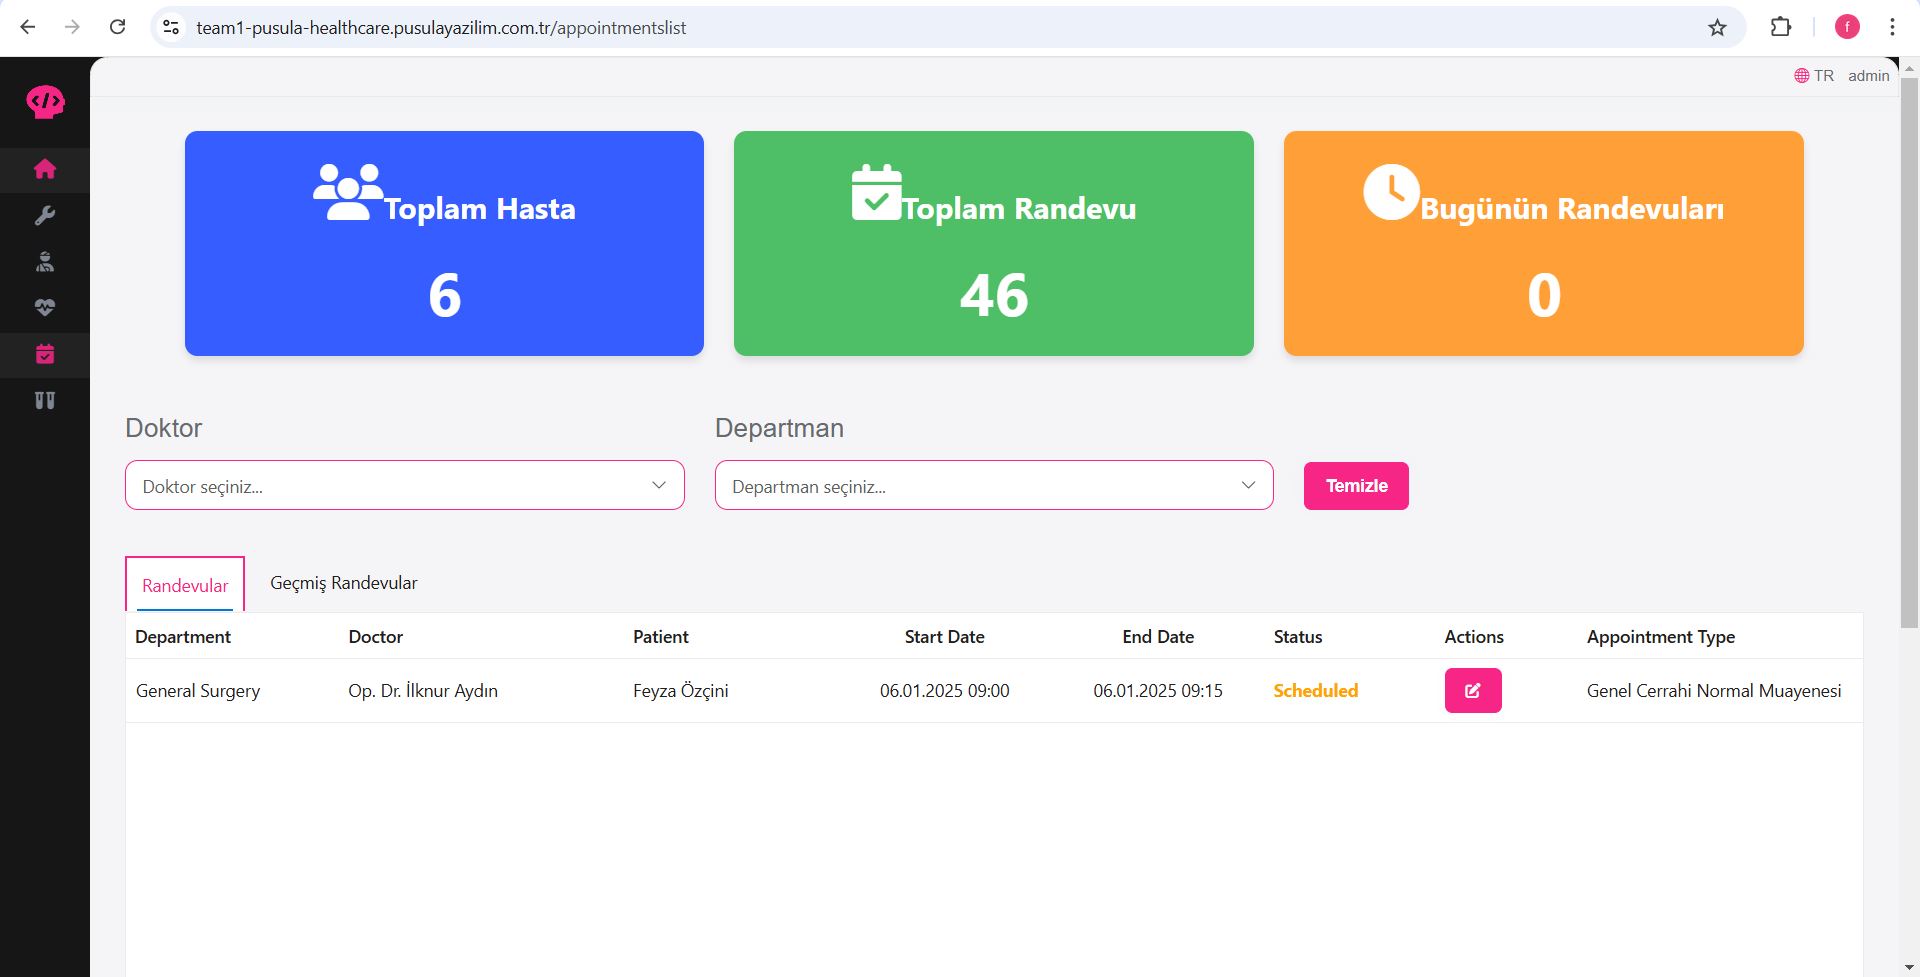 team1-pusula-healthcare.pusulayazilim.com.tr/appointmentslist
f
TR admin
</>
Toplam Hasta
6
Toplam Randevu
46
Bugünün Randevuları
0
Doktor
Doktor seçiniz...
Departman
Departman seçiniz...
Temizle
Randevular Geçmiş Randevular
Department Doctor Patient Start Date End Date Status Actions Appointment Type
General Surgery Op. Dr. İlknur Aydın Feyza Özçini 06.01.2025 09:00 06.01.2025 09:15 Scheduled Genel Cerrahi Normal Muayenesi